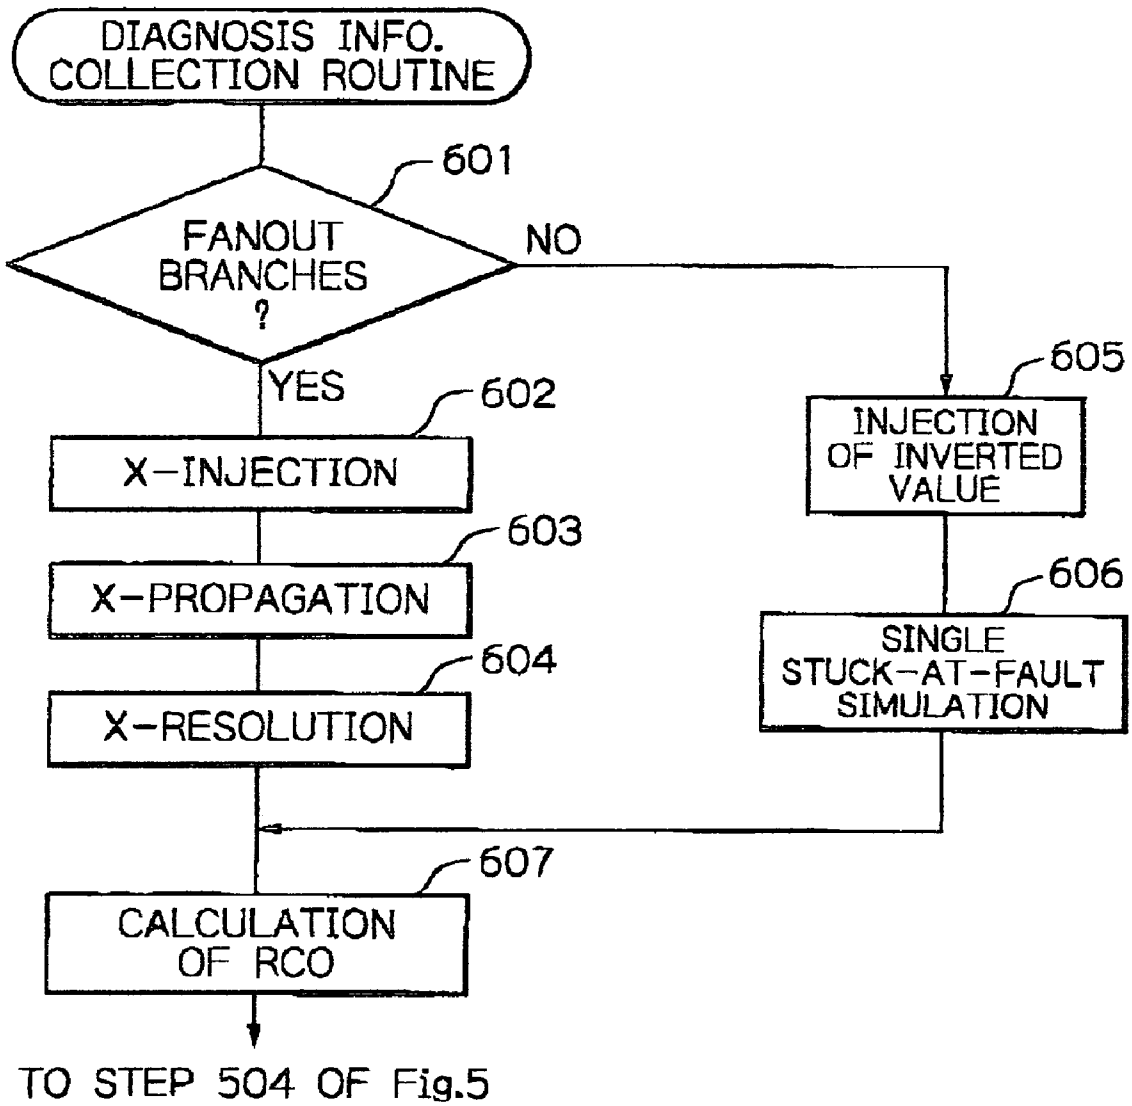 DIAGNOSIS INFO.
COLLECTION ROUTINE
601
FANOUT
BRANCHES
?
NO
YES
602
X-INJECTION
603
X-PROPAGATION
604
X-RESOLUTION
605
INJECTION
OF INVERTED
VALUE
606
SINGLE
STUCK-AT-FAULT
SIMULATION
607
CALCULATION
OF RCO
TO STEP 504 OF Fig.5